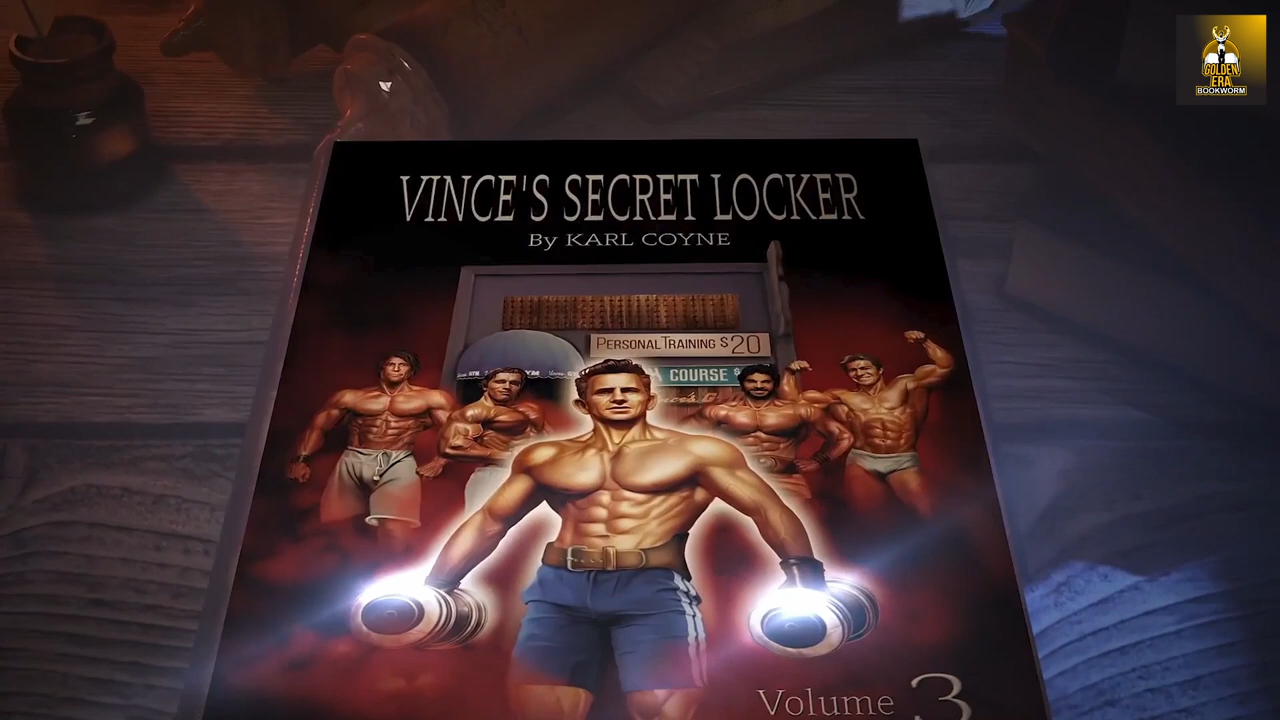 GOLDEN
ERA
BOOKWORM
VINCE'S SECRET LOCKER
By KARL COYNE
PERSONAL TRAINING $20
COURSE $
Volume 3